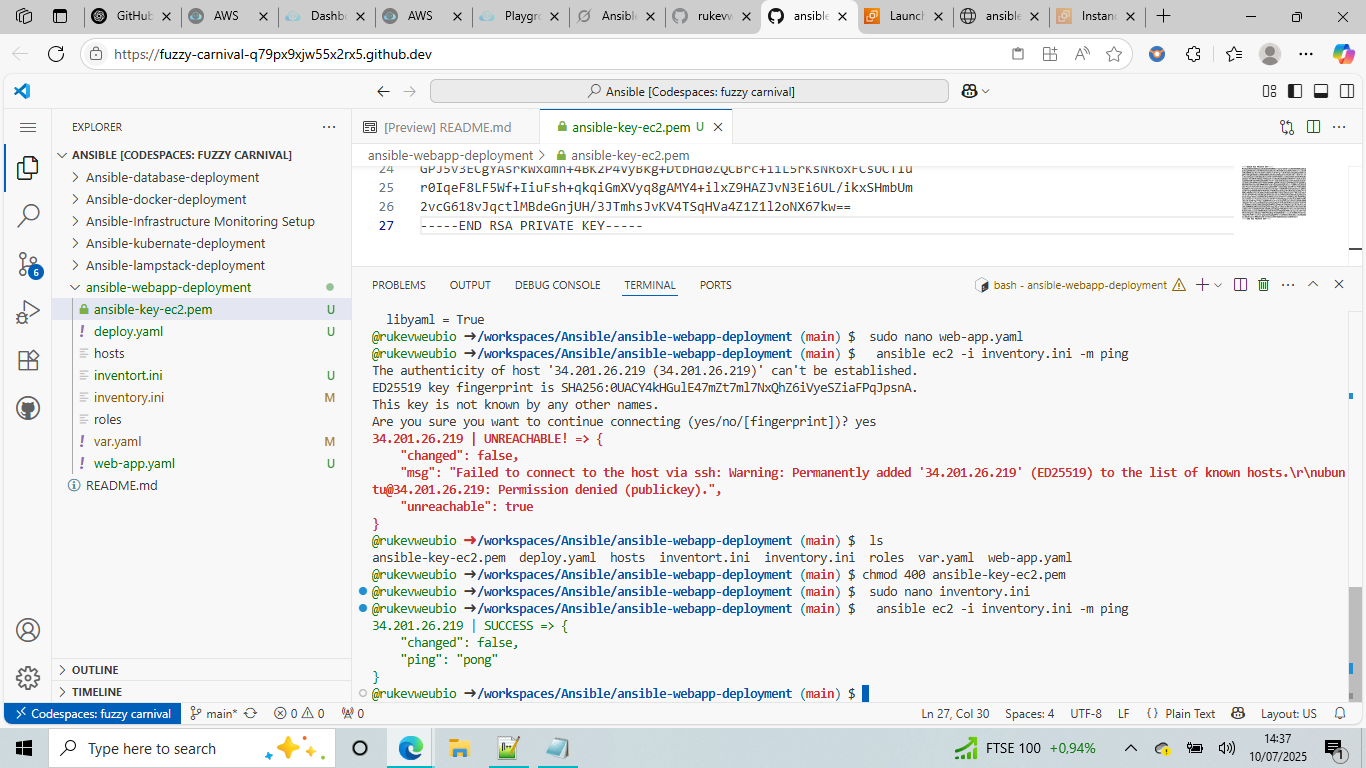 GitHub
AWS
Dashb
AWS
Playgro
Ansible
rukevw
ansible
Launch
ansible
Instanc
https://fuzzy-carnival-q79px9xjw55x2rx5.github.dev
Ansible [Codespaces: fuzzy carnival]
EXPLORER
ANSIBLE [CODESPACES: FUZZY CARNIVAL]
Ansible-database-deployment
Ansible-docker-deployment
Ansible-Infrastructure Monitoring Setup
Ansible-kubernate-deployment
Ansible-lampstack-deployment
ansible-webapp-deployment
ansible-key-ec2.pem U
deploy.yaml U
hosts
inventort.ini U
inventory.ini M
roles
var.yaml M
web-app.yaml U
README.md
OUTLINE
TIMELINE
6
[Preview] README.md
ansible-key-ec2.pem U
ansible-webapp-deployment > ansible-key-ec2.pem
24
25 r0IqeF8LF5Wf+IiuFsh+qkqiGmXVyq8gAMY4+ilxZ9HAZJvN3Ei6UL/ikxSHmbUm
26 2vcG618vJqctlMBdeGnjUH/3JTmhsJvKV4TSqHVa4Z1Z1l2oNX67kw==
27 -----END RSA PRIVATE KEY-----
PROBLEMS OUTPUT DEBUG CONSOLE TERMINAL PORTS
bash - ansible-webapp-deployment
libyaml = True
@rukevweubio ➜/workspaces/Ansible/ansible-webapp-deployment (main) $ sudo nano web-app.yaml
@rukevweubio ➜/workspaces/Ansible/ansible-webapp-deployment (main) $ ansible ec2 -i inventory.ini -m ping
The authenticity of host '34.201.26.219 (34.201.26.219)' can't be established.
ED25519 key fingerprint is SHA256:0UACY4kHGulE47mZt7ml7NxQhZ6iVyeSZiaFPqJpsnA.
This key is not known by any other names.
Are you sure you want to continue connecting (yes/no/[fingerprint])? yes
34.201.26.219 | UNREACHABLE! => {
"changed": false,
"msg": "Failed to connect to the host via ssh: Warning: Permanently added '34.201.26.219' (ED25519) to the list of known hosts.\r\nubun
tu@34.201.26.219: Permission denied (publickey).",
"unreachable": true
}
@rukevweubio ➜/workspaces/Ansible/ansible-webapp-deployment (main) $ ls
ansible-key-ec2.pem deploy.yaml hosts inventort.ini inventory.ini roles var.yaml web-app.yaml
@rukevweubio ➜/workspaces/Ansible/ansible-webapp-deployment (main) $ chmod 400 ansible-key-ec2.pem
@rukevweubio ➜/workspaces/Ansible/ansible-webapp-deployment (main) $ sudo nano inventory.ini
@rukevweubio ➜/workspaces/Ansible/ansible-webapp-deployment (main) $ ansible ec2 -i inventory.ini -m ping
34.201.26.219 | SUCCESS => {
"changed": false,
"ping": "pong"
}
@rukevweubio ➜/workspaces/Ansible/ansible-webapp-deployment (main) $
Codespaces: fuzzy carnival
main*
0 0
0
Ln 27, Col 30
Spaces: 4
UTF-8
LF
{} Plain Text
Layout: US
Type here to search
FTSE 100 +0,94%
14:37
10/07/2025
1